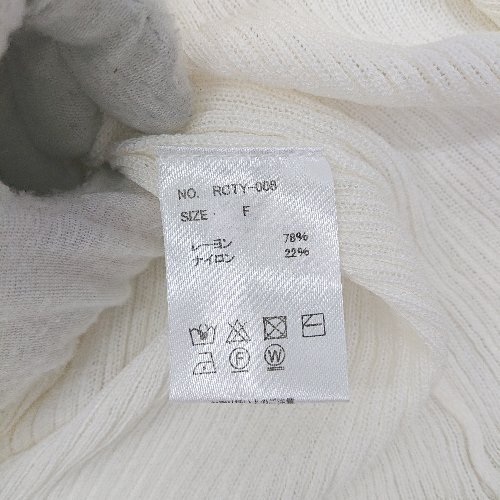 NO. RCTY-008
SIZE・ F
レーヨン 78%
ナイロン 22%
F W